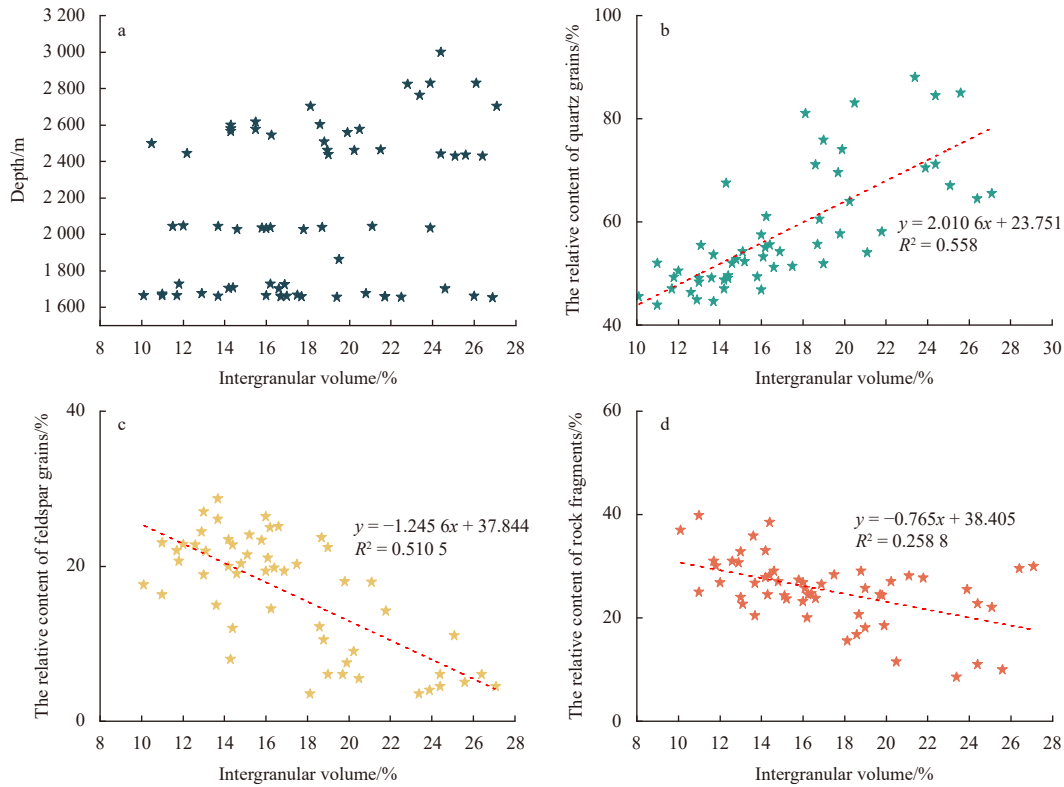 a
Depth/m
3 200
3 000
2 800
2 600
2 400
2 200
2 000
1 800
1 600
8 10 12 14 16 18 20 22 24 26 28
Intergranular volume/%
b
The relative content of quartz grains/%
100
80
60
40
y = 2.010 6x + 23.751
R² = 0.558
8 10 12 14 16 18 20 22 24 26 28 30
Intergranular volume/%
c
The relative content of feldspar grains/%
40
20
0
y = −1.245 6x + 37.844
R² = 0.510 5
8 10 12 14 16 18 20 22 24 26 28
Intergranular volume/%
d
The relative content of rock fragments/%
60
40
20
0
y = −0.765x + 38.405
R² = 0.258 8
8 10 12 14 16 18 20 22 24 26 28
Intergranular volume/%